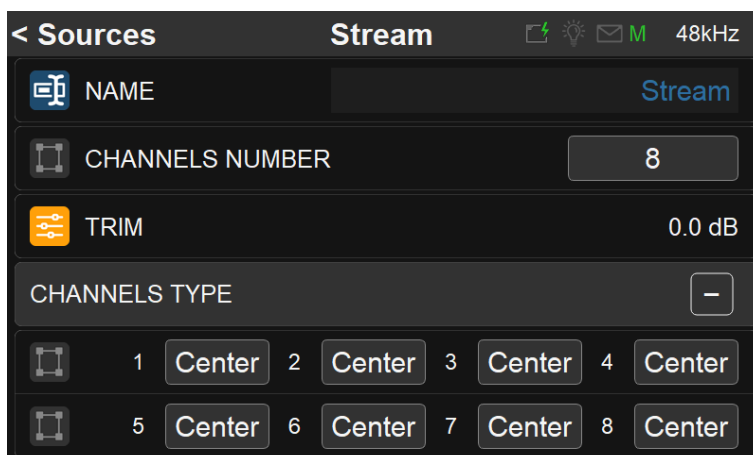 < Sources Stream M 48kHz
NAME Stream
CHANNELS NUMBER 8
TRIM 0.0 dB
CHANNELS TYPE −
1 Center 2 Center 3 Center 4 Center
5 Center 6 Center 7 Center 8 Center